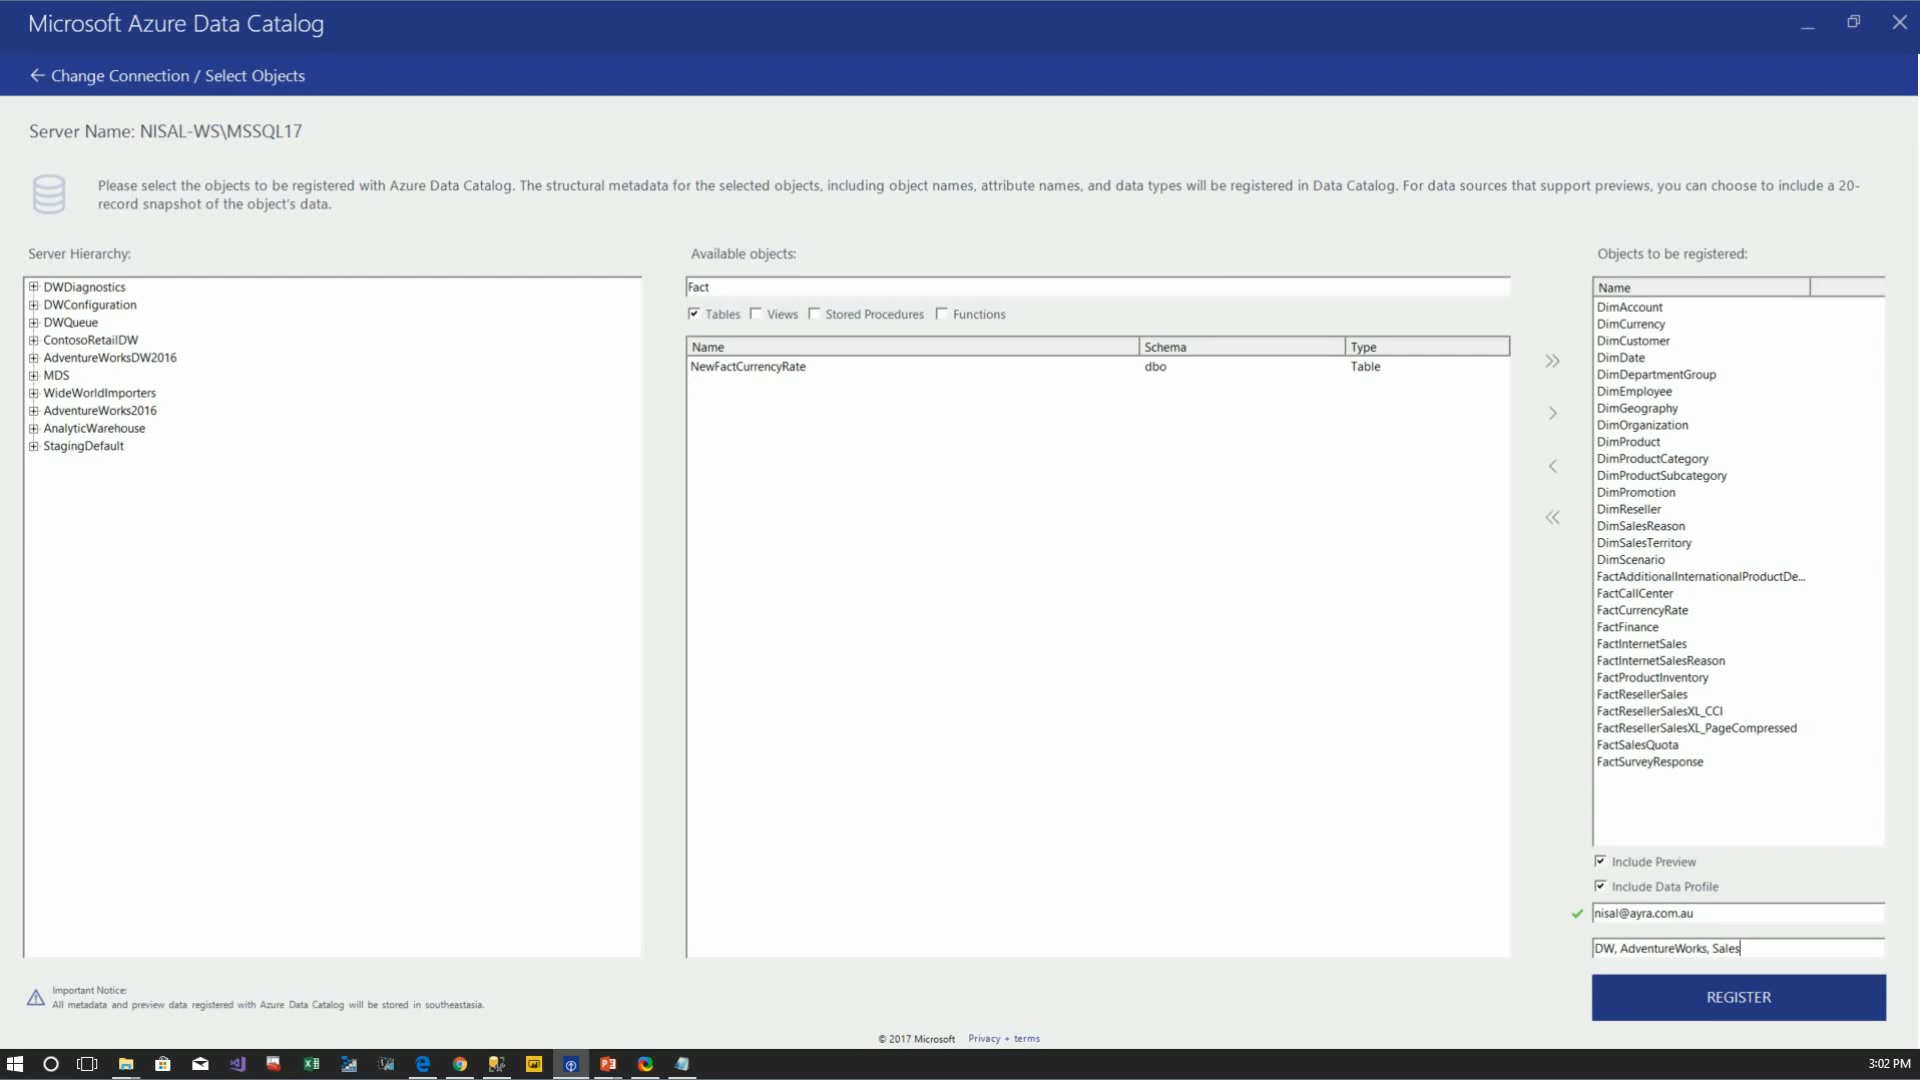 Microsoft Azure Data Catalog
Change Connection / Select Objects
Server Name: NISAL-WS\MSSQL17
Please select the objects to be registered with Azure Data Catalog. The structural metadata for the selected objects, including object names, attribute names, and data types will be registered in Data Catalog. For data sources that support previews, you can choose to include a 20-
record snapshot of the object's data.
Server Hierarchy:
DWDiagnostics
DWConfiguration
DWQueue
ContosoRetailDW
AdventureWorksDW2016
MDS
WideWorldImporters
AdventureWorks2016
AnalyticWarehouse
StagingDefault
Available objects:
Fact
Tables Views Stored Procedures Functions
Name Schema Type
NewFactCurrencyRate dbo Table
Objects to be registered:
Name
DimAccount
DimCurrency
DimCustomer
DimDate
DimDepartmentGroup
DimEmployee
DimGeography
DimOrganization
DimProduct
DimProductCategory
DimProductSubcategory
DimPromotion
DimReseller
DimSalesReason
DimSalesTerritory
DimScenario
FactAdditionalInternationalProductDe...
FactCallCenter
FactCurrencyRate
FactFinance
FactInternetSales
FactInternetSalesReason
FactProductInventory
FactResellerSales
FactResellerSalesXL_CCI
FactResellerSalesXL_PageCompressed
FactSalesQuota
FactSurveyResponse
Include Preview
Include Data Profile
nisal@ayra.com.au
DW, AdventureWorks, Sales
REGISTER
Important Notice:
All metadata and preview data registered with Azure Data Catalog will be stored in southeastasia.
© 2017 Microsoft Privacy + terms
3:02 PM